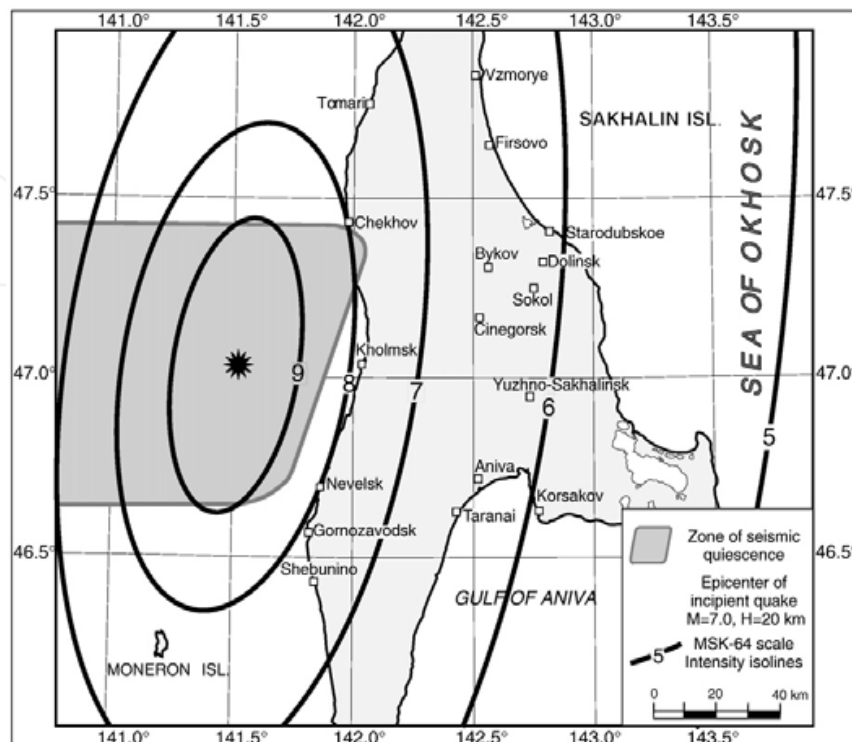 141.0° 141.5° 142.0° 142.5° 143.0° 143.5°
Vzmorye
Tomari
SAKHALIN ISL.
Firsovo
47.5° 47.5°
Chekhov
Starodubskoe
Bykov
Dolinsk
Sokol
Cinegorsk
SEA OF OKHOSK
Kholmsk
47.0° 9 8 7 47.0°
Yuzhno-Sakhalinsk
6
5
Aniva
Nevelsk
Korsakov
Taranai
Gornozavodsk
46.5° 46.5°
Shebunino
GULF OF ANIVA
MONERON ISL.
Zone of seismic
quiescence
Epicenter of
incipient quake
M=7.0, H=20 km
5 MSK-64 scale
Intensity isolines
0 20 40 km
141.0° 141.5° 142.0° 142.5° 143.0° 143.5°